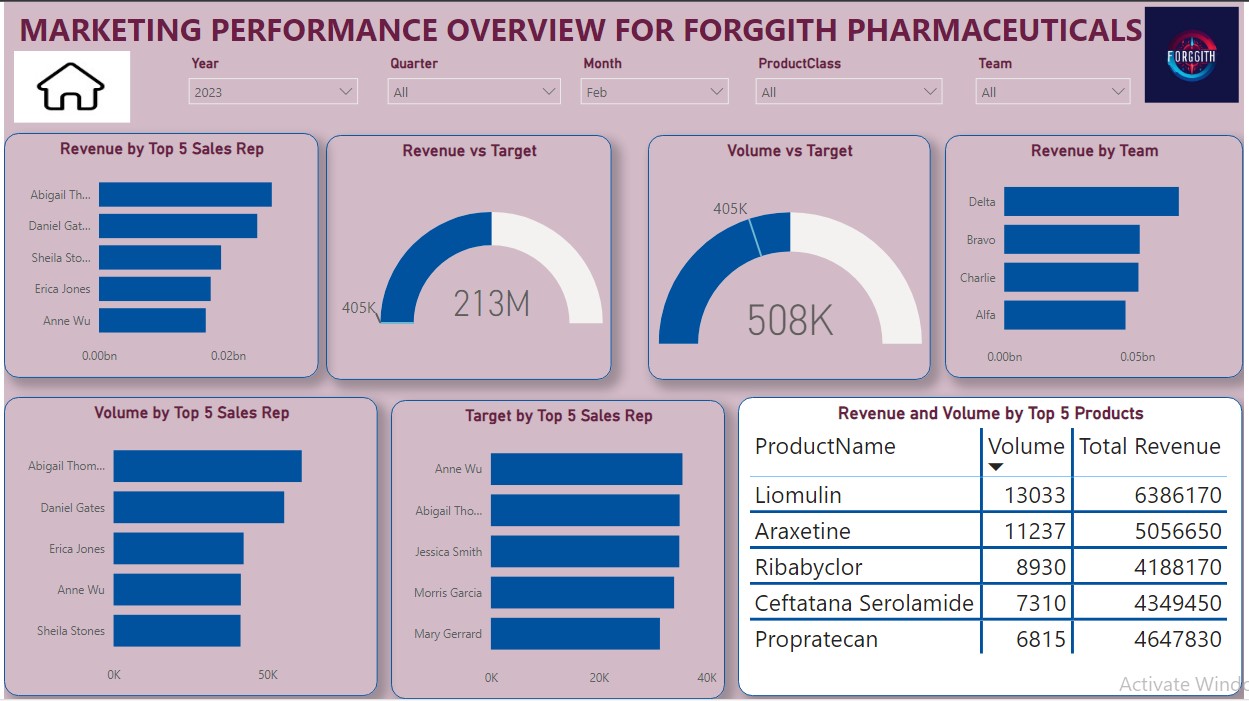 MARKETING PERFORMANCE OVERVIEW FOR FORGGITH PHARMACEUTICALS
FORGGITH
Year
Quarter
Month
ProductClass
Team
2023
All
Feb
All
All
Revenue by Top 5 Sales Rep
Abigail Th...
Daniel Gat...
Sheila Sto...
Erica Jones
Anne Wu
0.00bn
0.02bn
Revenue vs Target
405K
213M
Volume vs Target
405K
508K
Revenue by Team
Delta
Bravo
Charlie
Alfa
0.00bn
0.05bn
Volume by Top 5 Sales Rep
Abigail Thom...
Daniel Gates
Erica Jones
Anne Wu
Sheila Stones
0K
50K
Target by Top 5 Sales Rep
Anne Wu
Abigail Tho...
Jessica Smith
Morris Garcia
Mary Gerrard
0K
20K
40K
Revenue and Volume by Top 5 Products
ProductName Volume Total Revenue
Liomulin 13033 6386170
Araxetine 11237 5056650
Ribabyclor 8930 4188170
Ceftatana Serolamide 7310 4349450
Propratecan 6815 4647830
Activate Windo